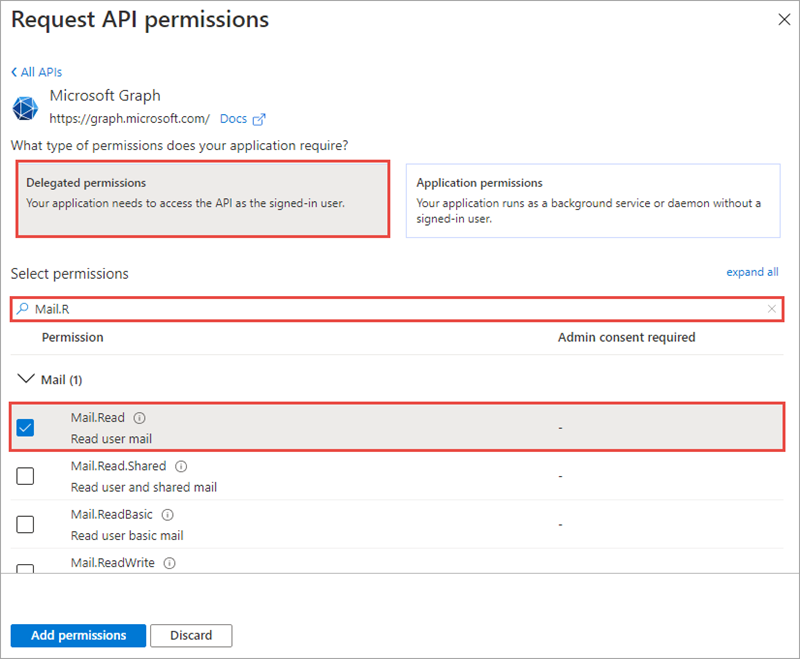 Request API permissions
All APIs
Microsoft Graph
https://graph.microsoft.com/ Docs
What type of permissions does your application require?
Delegated permissions
Your application needs to access the API as the signed-in user.
Application permissions
Your application runs as a background service or daemon without a
signed-in user.
Select permissions
expand all
Mail.R
Permission
Admin consent required
Mail (1)
Mail.Read
Read user mail
-
Mail.Read.Shared
Read user and shared mail
-
Mail.ReadBasic
Read user basic mail
-
Mail.ReadWrite
Add permissions
Discard